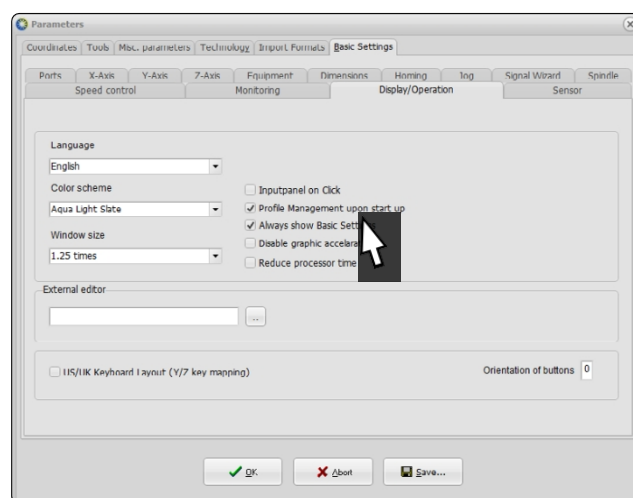 Parameters
Coordinates Tools Misc. parameters Technology Import Formats Basic Settings
Ports X-Axis Y-Axis Z-Axis Equipment Dimensions Homing Jog Signal Wizard Spindle
Speed control Monitoring Display/Operation Sensor
Language
English
Color scheme
Inputpanel on Click
Aqua Light Slate
Profile Management upon start up
Always show Basic
Window size
Disable graphic
1.25 times
Reduce processor time
External editor
...
US/UK Keyboard Layout (Y/Z key mapping)
Orientation of buttons 0
OK Abort Save...